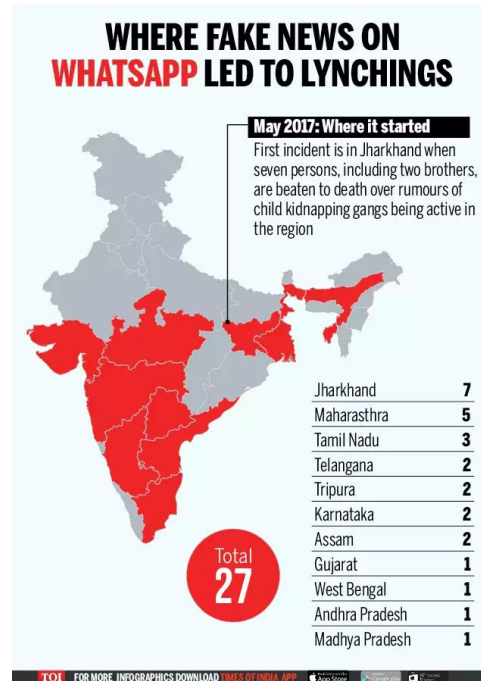 WHERE FAKE NEWS ON
WHATSAPP LED TO LYNCHINGS
May 2017: Where it started
First incident is in Jharkhand when
seven persons, including two brothers,
are beaten to death over rumours of
child kidnapping gangs being active in
the region
Jharkhand 7
Maharasthra 5
Tamil Nadu 3
Telangana 2
Tripura 2
Karnataka 2
Assam 2
Gujarat 1
West Bengal 1
Andhra Pradesh 1
Madhya Pradesh 1
Total
27
TOI FOR MORE INFOGRAPHICS DOWNLOAD TIMES OF INDIA APP App Store